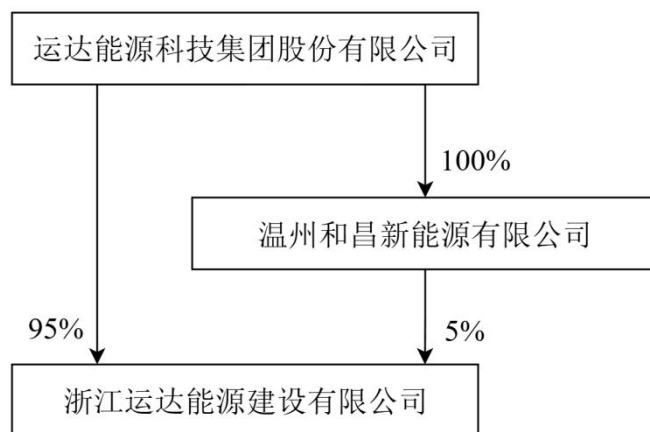 运达能源科技集团股份有限公司
100%
温州和昌新能源有限公司
95%
5%
浙江运达能源建设有限公司